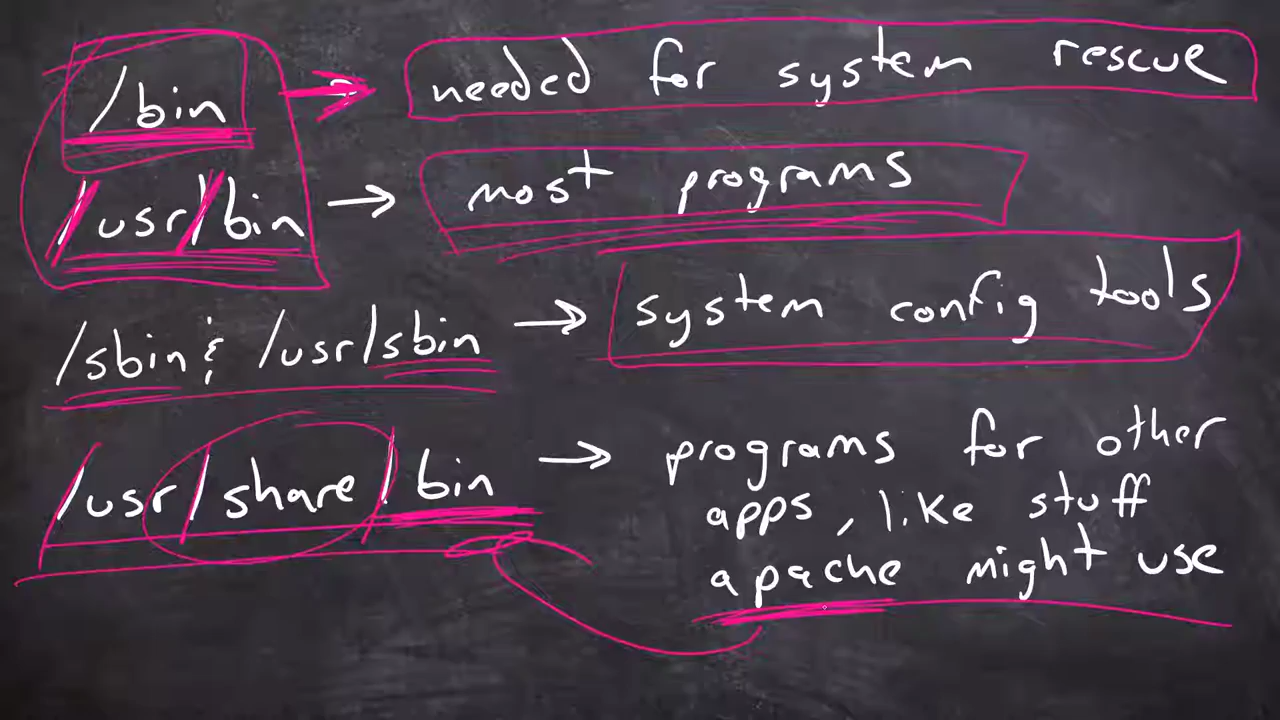 /bin → needed for system rescue
/usr/bin → most programs
/sbin & /usr/sbin → system config tools
/usr/share/bin → programs for other
apps, like stuff
apache might use